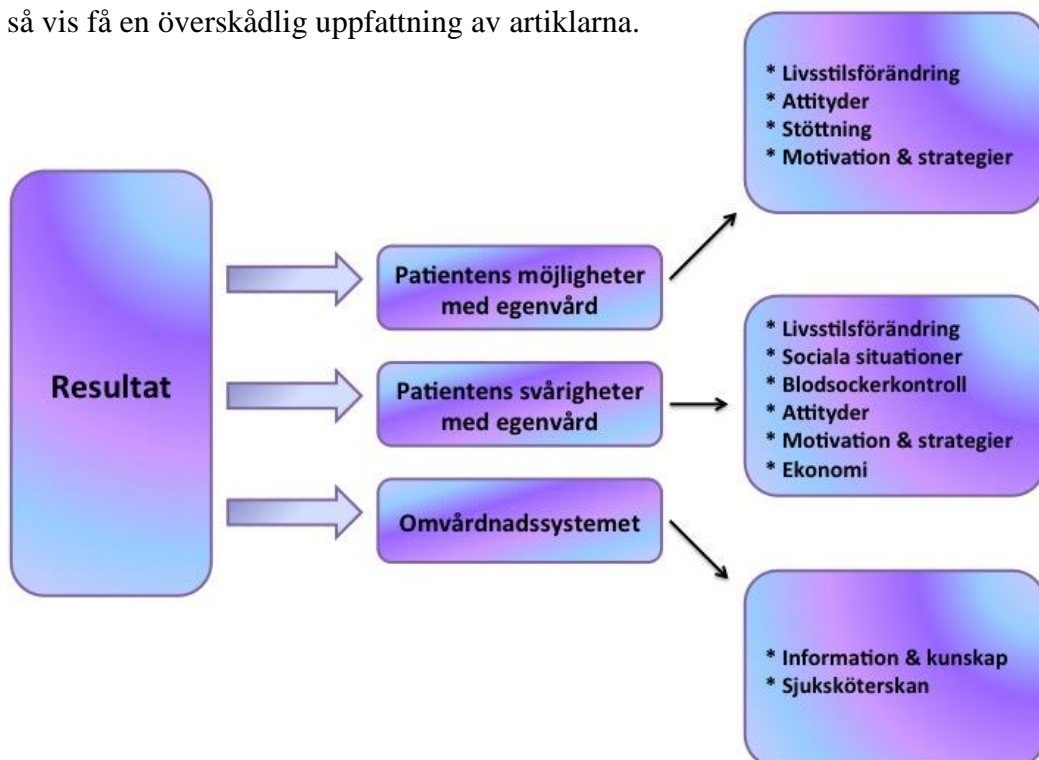 så vis få en överskådlig uppfattning av artiklarna.
Resultat
Patientens möjligheter
med egenvård
* Livsstilsförändring
* Attityder
* Stöttning
* Motivation & strategier
Patientens svårigheter
med egenvård
* Livsstilsförändring
* Sociala situationer
* Blodsockerkontroll
* Attityder
* Motivation & strategier
* Ekonomi
Omvårdnadssystemet
* Information & kunskap
* Sjuksköterskan